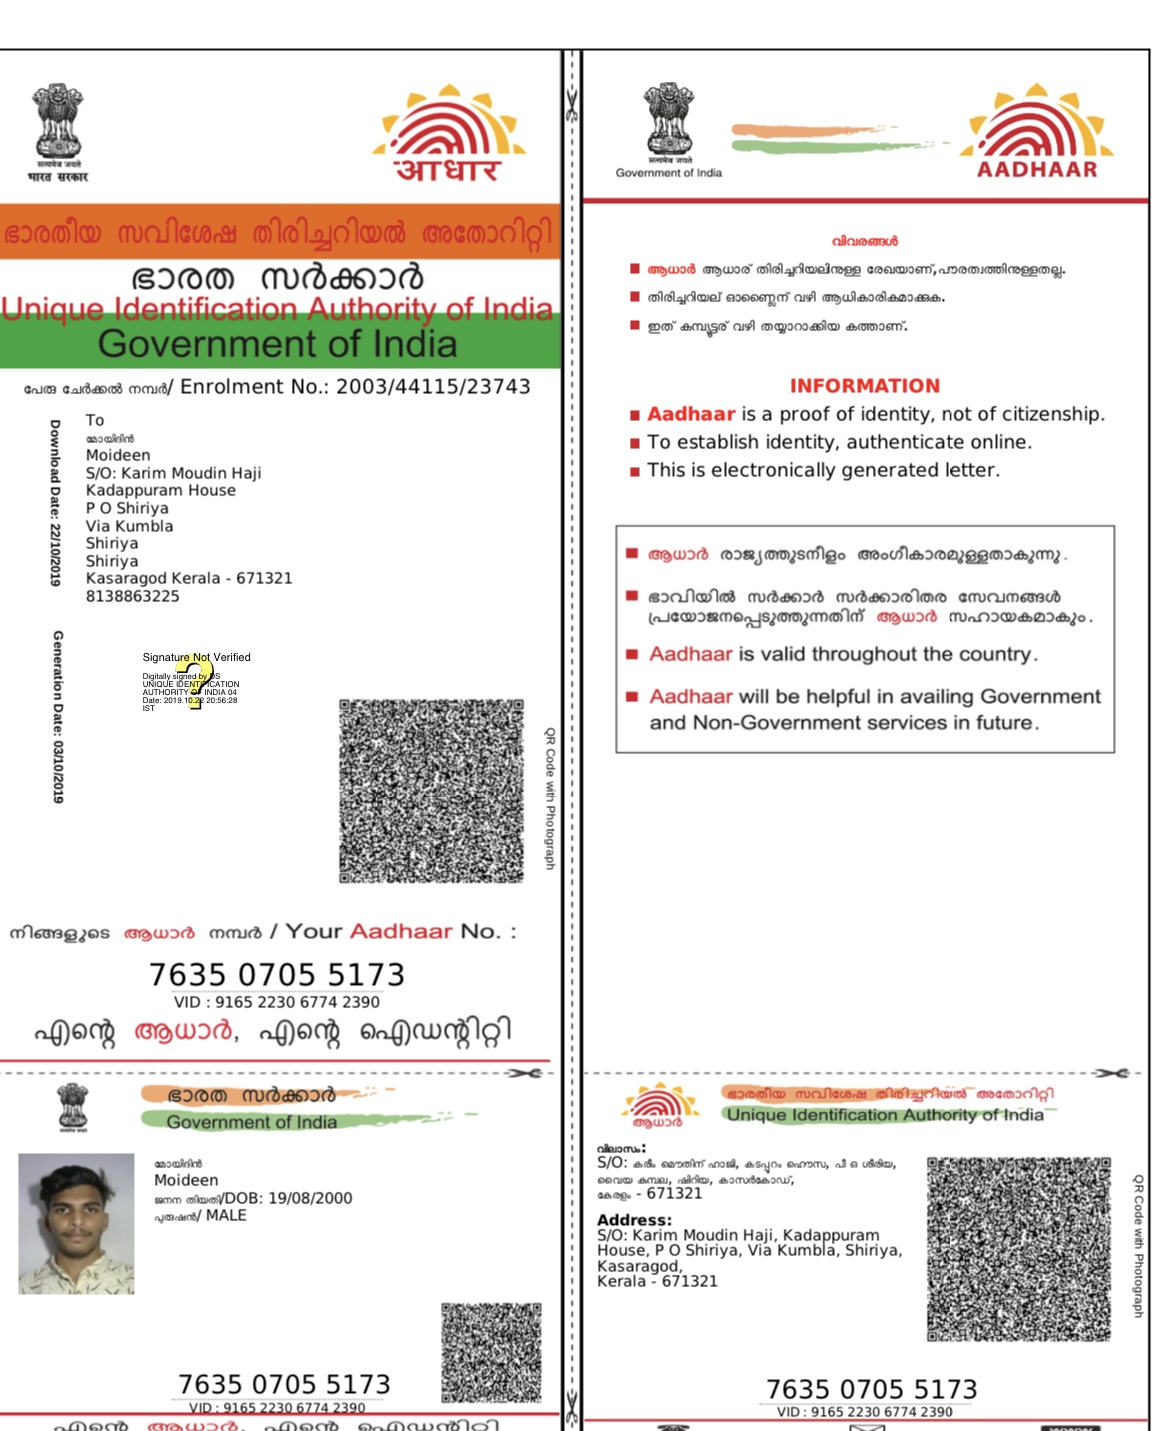 सत्यमेव जयते
भारत सरकार
आधार
ഭാരതീയ സവിശേഷ തിരിച്ചറിയൽ അതോറിറ്റി
ഭാരത സർക്കാർ
Unique Identification Authority of India
Government of India
പേരു ചേർക്കൽ നമ്പർ/ Enrolment No.: 2003/44115/23743
Download Date: 22/10/2019
Generation Date: 03/10/2019
To
മോയിദിൻ
Moideen
S/O: Karim Moudin Haji
Kadappuram House
P O Shiriya
Via Kumbla
Shiriya
Shiriya
Kasaragod Kerala - 671321
8138863225
Signature Not Verified
Digitally signed by DS
UNIQUE IDENTIFICATION
AUTHORITY OF INDIA 04
Date: 2019.10.22 20:56:28
IST
QR Code with Photograph
നിങ്ങളുടെ ആധാർ നമ്പർ / Your Aadhaar No. :
7635 0705 5173
VID : 9165 2230 6774 2390
എന്റെ ആധാർ, എന്റെ ഐഡന്റിറ്റി
ഭാരത സർക്കാർ
Government of India
മോയിദിൻ
Moideen
ജനന തിയതി/DOB: 19/08/2000
പുരുഷൻ/ MALE
7635 0705 5173
VID : 9165 2230 6774 2390
എന്റെ ആധാർ, എന്റെ ഐഡന്റിറ്റി
सत्यमेव जयते
Government of India
AADHAAR
വിവരങ്ങൾ
ആധാർ ആധാര് തിരിച്ചറിയലിനുള്ള രേഖയാണ്,പൗരത്വത്തിനുള്ളതല്ല.
തിരിച്ചറിയല് ഓണ്ലൈന് വഴി ആധികാരികമാക്കുക.
ഇത് കമ്പ്യൂട്ടര് വഴി തയ്യാറാക്കിയ കത്താണ്.
INFORMATION
Aadhaar is a proof of identity, not of citizenship.
To establish identity, authenticate online.
This is electronically generated letter.
ആധാർ രാജ്യത്തുടനീളം അംഗീകാരമുള്ളതാകുന്നു.
ഭാവിയിൽ സർക്കാർ സർക്കാരിതര സേവനങ്ങൾ
പ്രയോജനപ്പെടുത്തുന്നതിന് ആധാർ സഹായകമാകും.
Aadhaar is valid throughout the country.
Aadhaar will be helpful in availing Government
and Non-Government services in future.
ആധാർ
ഭാരതീയ സവിശേഷ തിരിച്ചറിയൽ അതോറിറ്റി
Unique Identification Authority of India
വിലാസം:
S/O: കരീം മൌതിന് ഹാജി, കടപ്പുറം ഹൌസ, പീ ഒ ശീരിയ,
വൈയ കുമ്പല, ഷിറിയ, കാസർകോഡ്,
കേരളം - 671321
Address:
S/O: Karim Moudin Haji, Kadappuram
House, P O Shiriya, Via Kumbla, Shiriya,
Kasaragod,
Kerala - 671321
QR Code with Photograph
7635 0705 5173
VID : 9165 2230 6774 2390